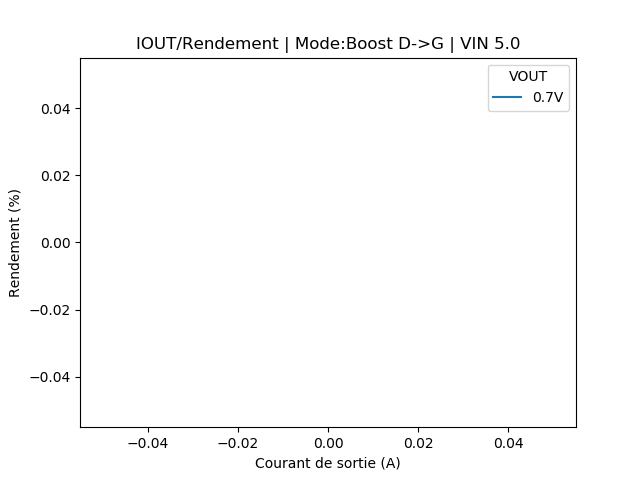 IOUT/Rendement | Mode:Boost D->G | VIN 5.0
VOUT
0.7V
0.04
0.02
0.00
−0.02
−0.04
Rendement (%)
−0.04
−0.02
0.00
0.02
0.04
Courant de sortie (A)